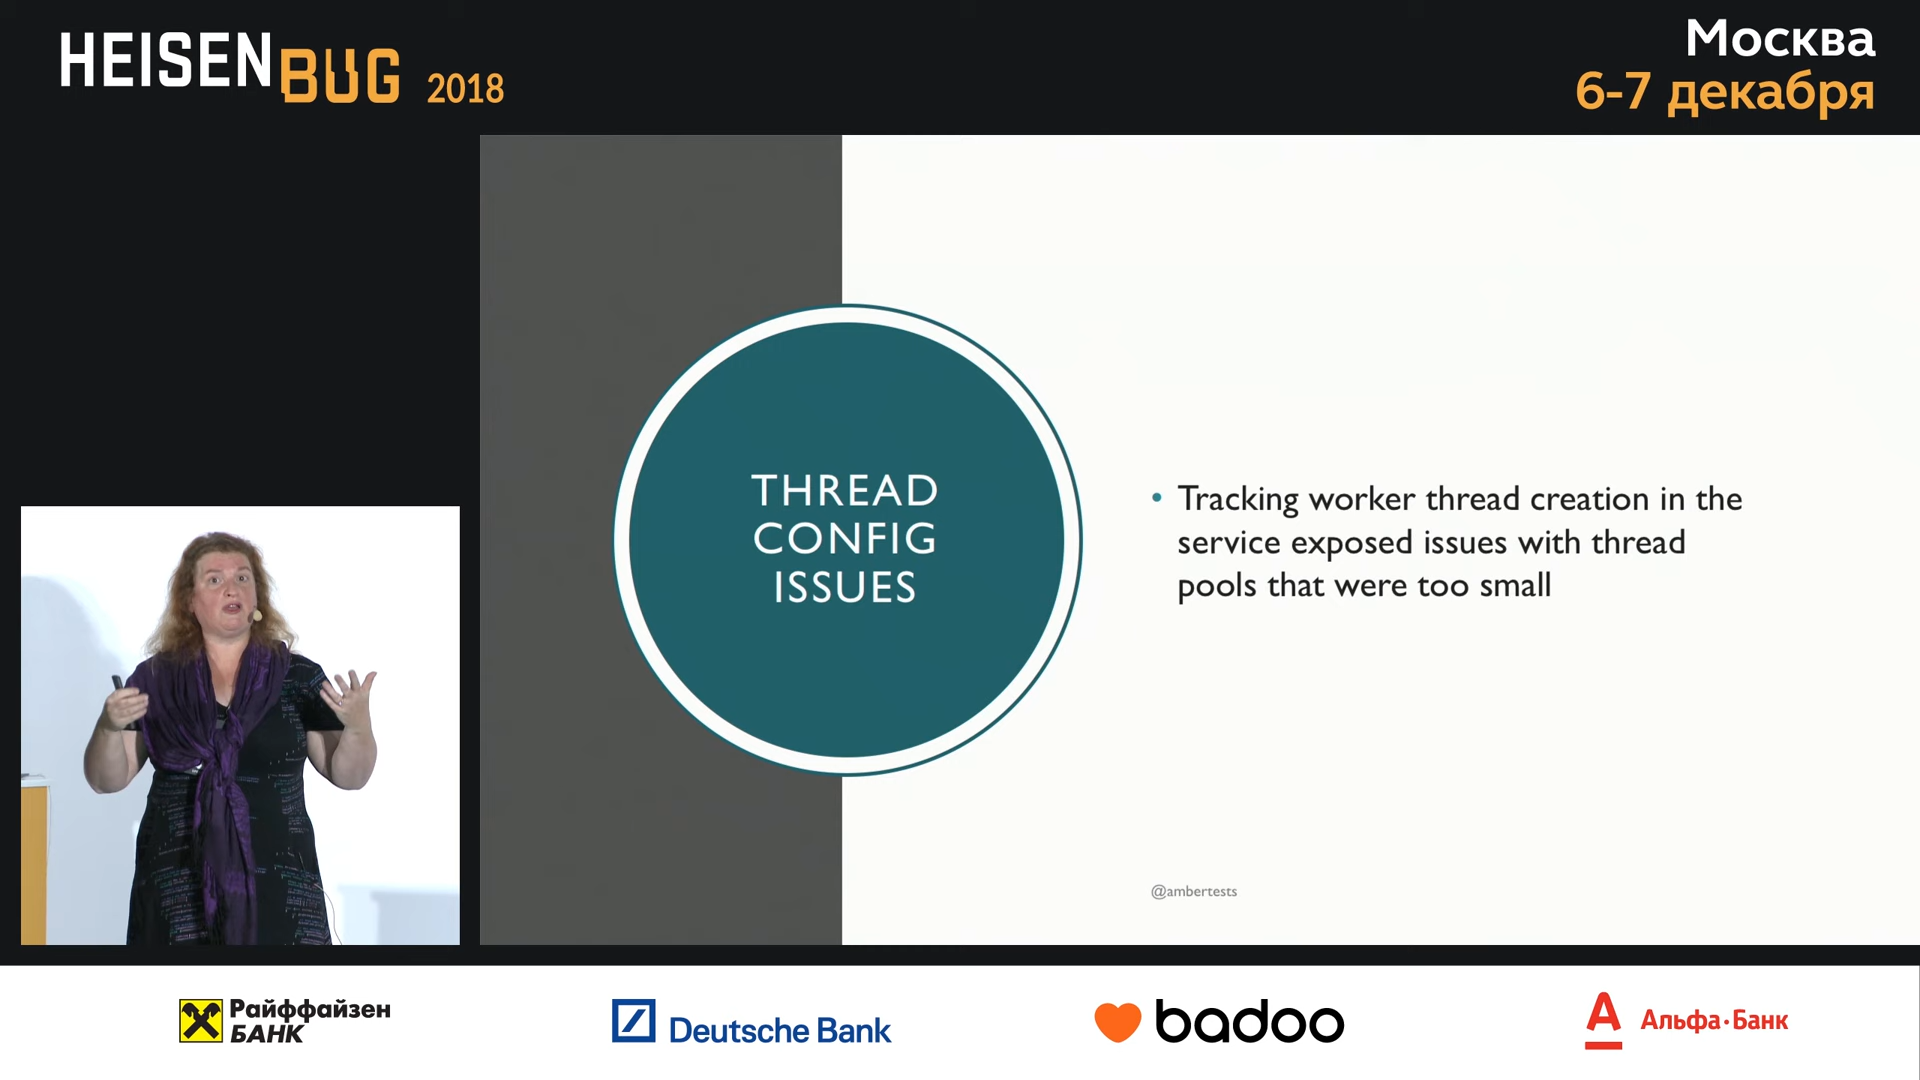 HEISENBUG 2018
Москва
6-7 декабря
THREAD
CONFIG
ISSUES
• Tracking worker thread creation in the
service exposed issues with thread
pools that were too small
@ambertests
Райффайзен
БАНК
Deutsche Bank
badoo
Альфа·Банк